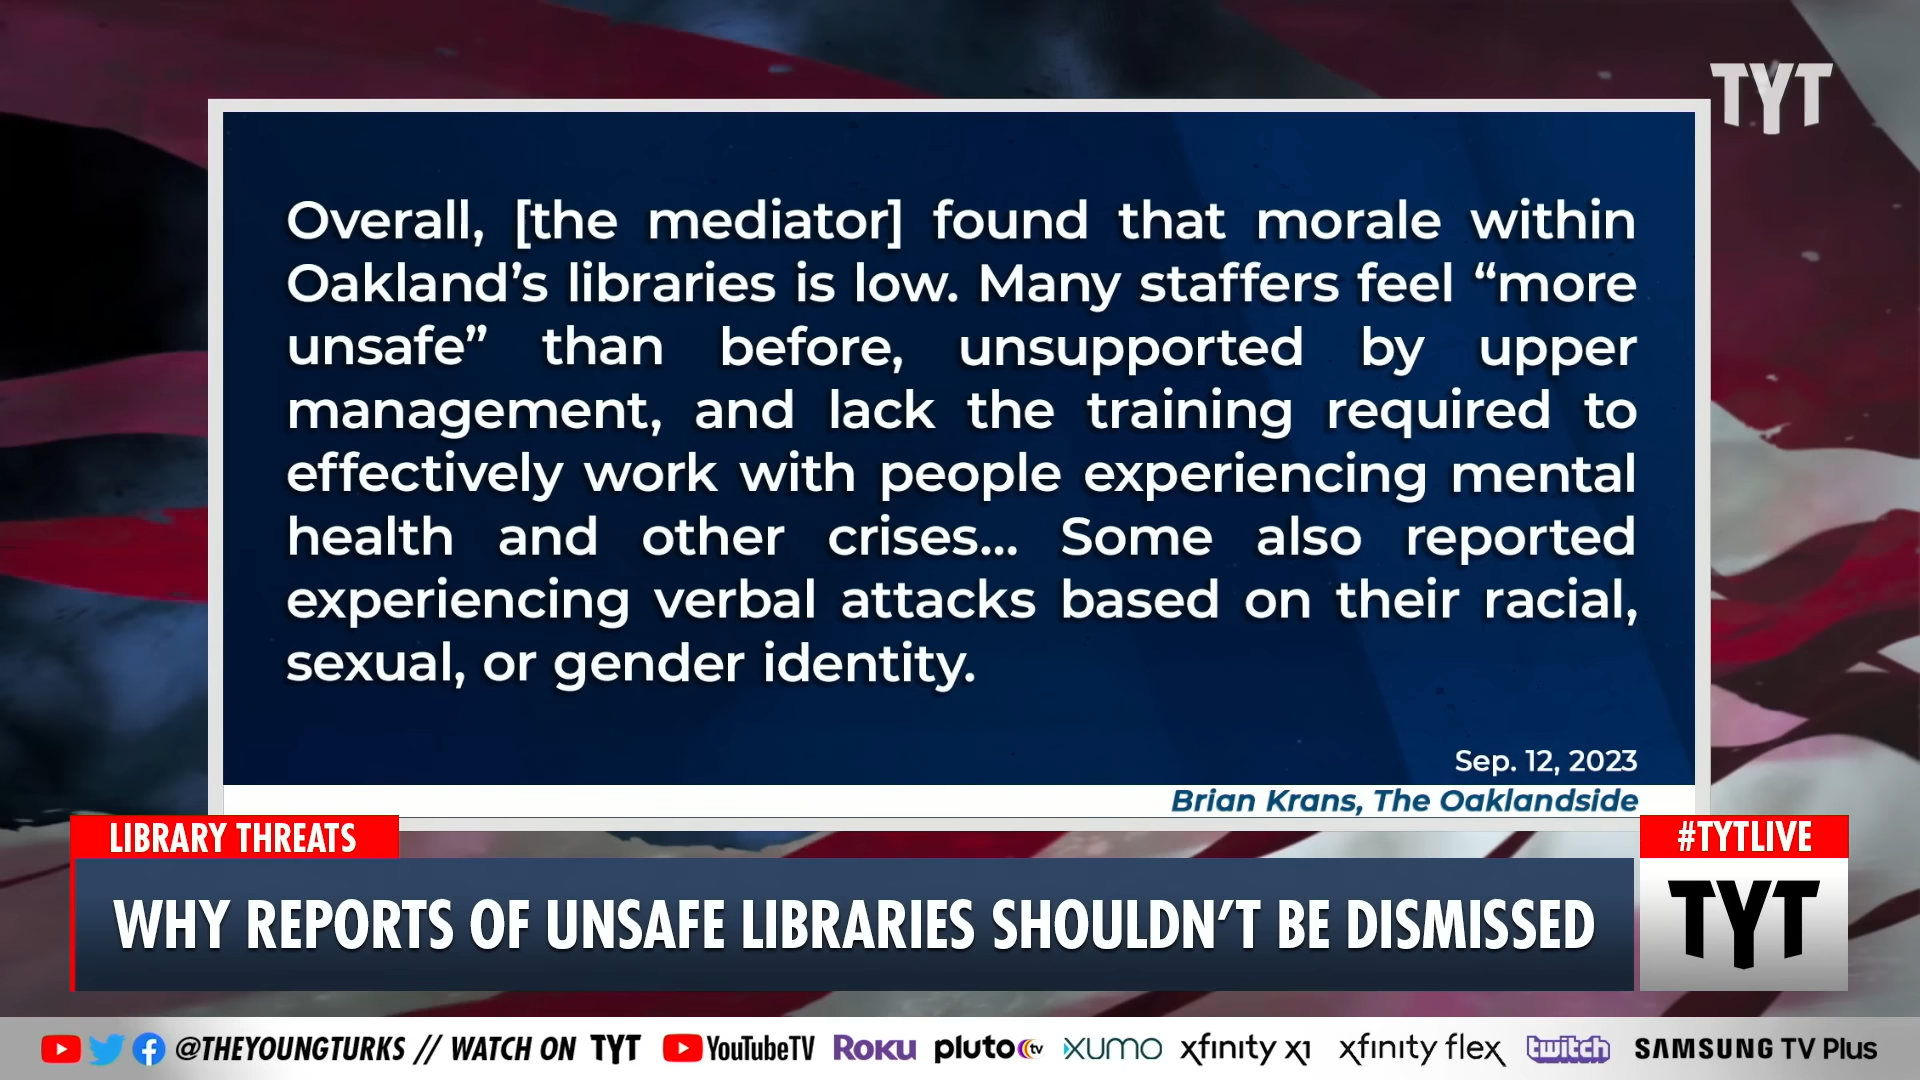 TYT
Overall, [the mediator] found that morale within
Oakland’s libraries is low. Many staffers feel “more
unsafe” than before, unsupported by upper
management, and lack the training required to
effectively work with people experiencing mental
health and other crises... Some also reported
experiencing verbal attacks based on their racial,
sexual, or gender identity.
Sep. 12, 2023
Brian Krans, The Oaklandside
LIBRARY THREATS
#TYTLIVE
WHY REPORTS OF UNSAFE LIBRARIES SHOULDN’T BE DISMISSED
TYT
@THEYOUNGTURKS // WATCH ON TYT YouTubeTV ROKU pluto tv XUMO xfinity x1 xfinity flex twitch SAMSUNG TV Plus